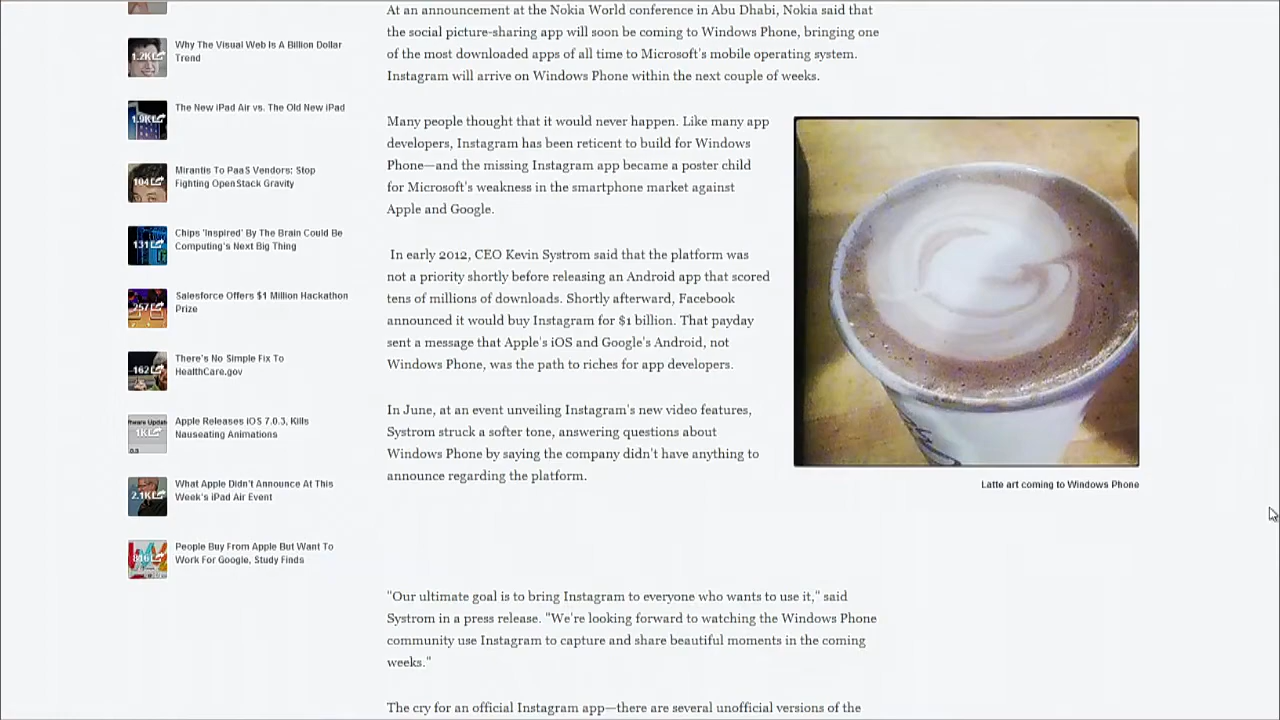 Why The Visual Web Is A Billion Dollar
Trend
1.2K
The New iPad Air vs. The Old New iPad
1.9K
Mirantis To PaaS Vendors: Stop
Fighting OpenStack Gravity
104
Chips 'Inspired' By The Brain Could Be
Computing's Next Big Thing
131
Salesforce Offers $1 Million Hackathon
Prize
257
There's No Simple Fix To
HealthCare.gov
162
Apple Releases iOS 7.0.3, Kills
Nauseating Animations
1K
0.3
What Apple Didn't Announce At This
Week's iPad Air Event
2.1K
People Buy From Apple But Want To
Work For Google, Study Finds
At an announcement at the Nokia World conference in Abu Dhabi, Nokia said that
the social picture-sharing app will soon be coming to Windows Phone, bringing one
of the most downloaded apps of all time to Microsoft's mobile operating system.
Instagram will arrive on Windows Phone within the next couple of weeks.
Many people thought that it would never happen. Like many app
developers, Instagram has been reticent to build for Windows
Phone—and the missing Instagram app became a poster child
for Microsoft's weakness in the smartphone market against
Apple and Google.
In early 2012, CEO Kevin Systrom said that the platform was
not a priority shortly before releasing an Android app that scored
tens of millions of downloads. Shortly afterward, Facebook
announced it would buy Instagram for $1 billion. That payday
sent a message that Apple's iOS and Google's Android, not
Windows Phone, was the path to riches for app developers.
In June, at an event unveiling Instagram's new video features,
Systrom struck a softer tone, answering questions about
Windows Phone by saying the company didn't have anything to
announce regarding the platform.
Latte art coming to Windows Phone
"Our ultimate goal is to bring Instagram to everyone who wants to use it," said
Systrom in a press release. "We're looking forward to watching the Windows Phone
community use Instagram to capture and share beautiful moments in the coming
weeks."
The cry for an official Instagram app—there are several unofficial versions of the